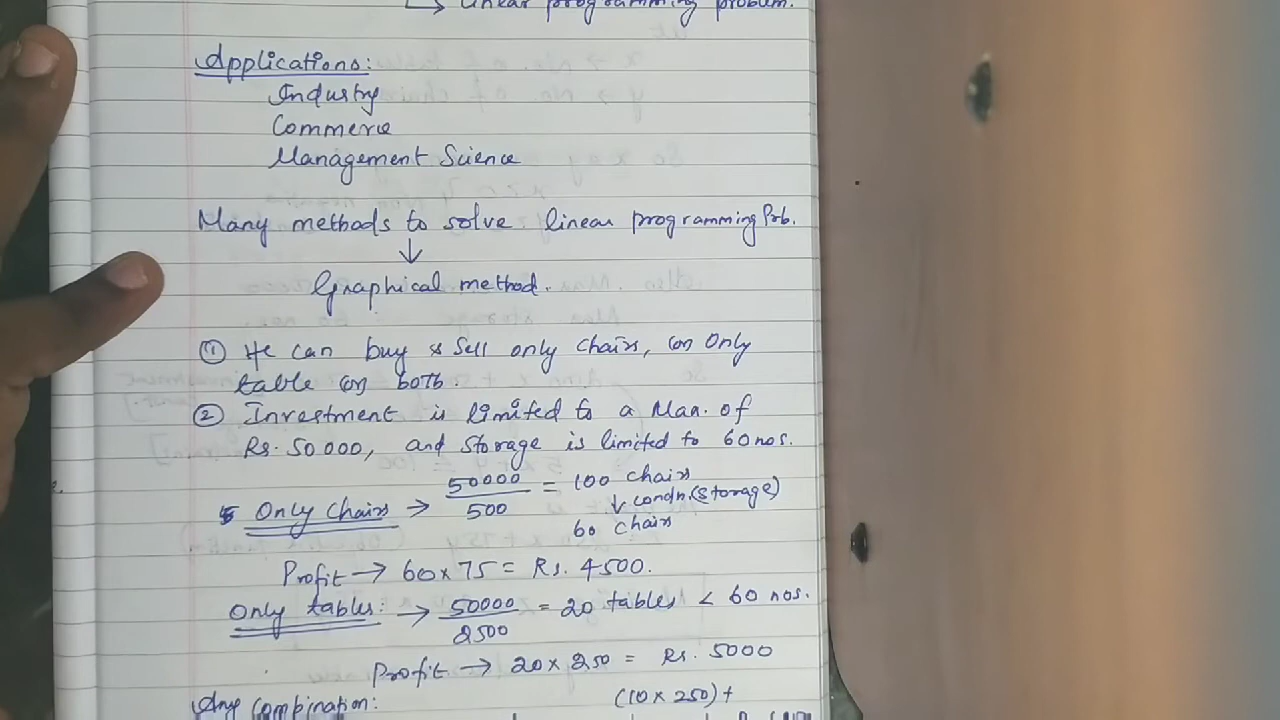 ↳ linear programming problem.
Applications:
Industry
Commerce
Management Science
Many methods to solve linear programming Prob.
↓
Graphical method.
① He can buy & Sell only chairs, (or) Only
table (or) both.
② Investment is limited to a Max. of
Rs. 50000, and Storage is limited to 60 nos.
Only Chairs → 50000/500 = 100 chairs
↓ condn. (Storage)
60 chairs
Profit → 60 × 75 = Rs. 4500.
Only tables: → 50000/2500 = 20 tables < 60 nos.
Profit → 20 × 250 = Rs. 5000
Any Combination: (10 × 250) +